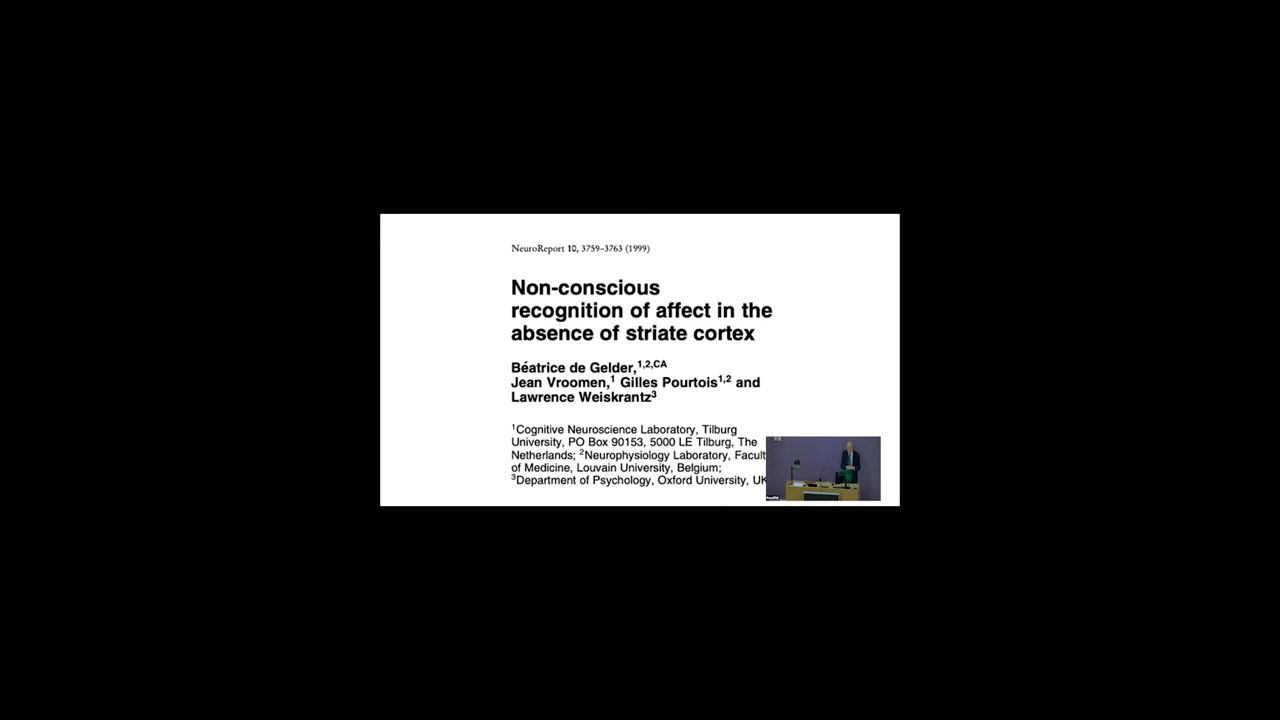 NeuroReport 10, 3759–3763 (1999)
Non-conscious
recognition of affect in the
absence of striate cortex
Béatrice de Gelder,1,2,CA
Jean Vroomen,1 Gilles Pourtois1,2 and
Lawrence Weiskrantz3
1Cognitive Neuroscience Laboratory, Tilburg
University, PO Box 90153, 5000 LE Tilburg, The
Netherlands; 2Neurophysiology Laboratory, Facult
of Medicine, Louvain University, Belgium;
3Department of Psychology, Oxford University, UK